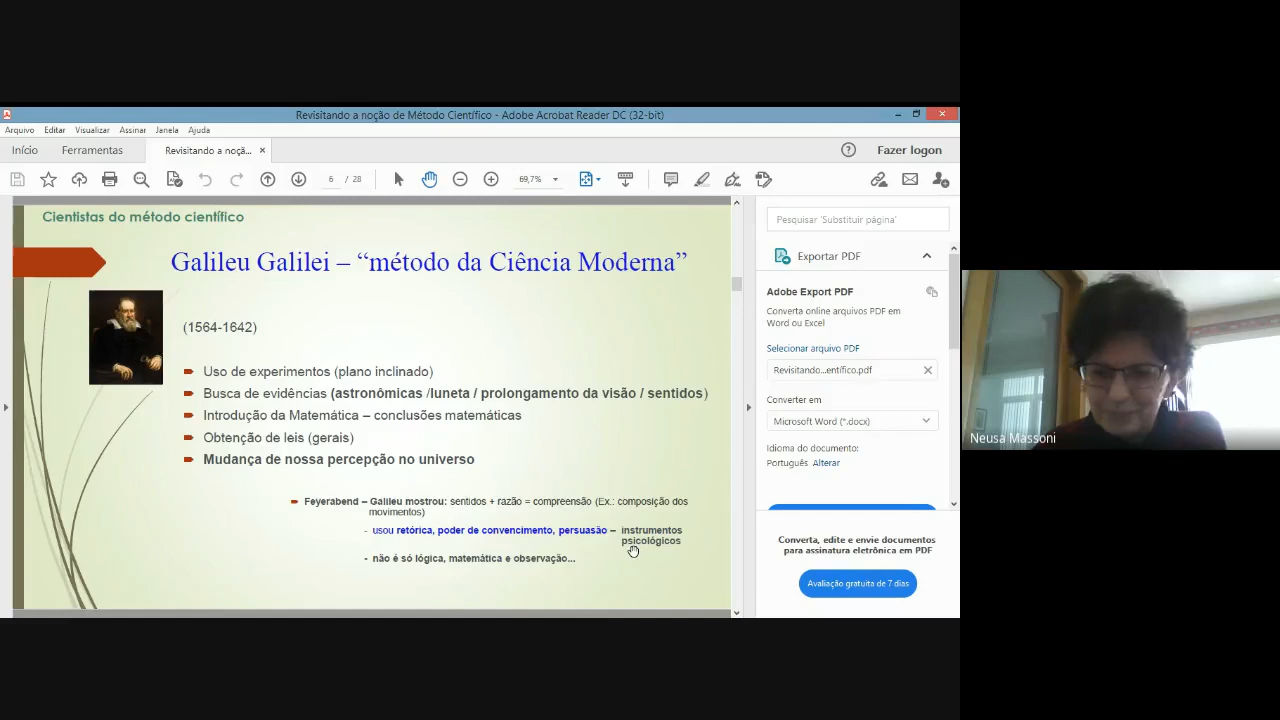 Revisitando a noção de Método Científico - Adobe Acrobat Reader DC (32-bit)
Arquivo Editar Visualizar Assinar Janela Ajuda
Início Ferramentas Revisitando a noçã... × Fazer logon
6 / 28 69,7%
Cientistas do método científico
Galileu Galilei – “método da Ciência Moderna”
(1564-1642)
Uso de experimentos (plano inclinado)
Busca de evidências (astronômicas /luneta / prolongamento da visão / sentidos)
Introdução da Matemática – conclusões matemáticas
Obtenção de leis (gerais)
Mudança de nossa percepção no universo
Feyerabend – Galileu mostrou: sentidos + razão = compreensão (Ex.: composição dos
movimentos)
- usou retórica, poder de convencimento, persuasão – instrumentos
psicológicos
- não é só lógica, matemática e observação...
Pesquisar 'Substituir página'
Exportar PDF
Adobe Export PDF
Converta online arquivos PDF em
Word ou Excel
Selecionar arquivo PDF
Revisitando...entífico.pdf
Converter em
Microsoft Word (*.docx)
Idioma do documento:
Português Alterar
Converta, edite e envie documentos
para assinatura eletrônica em PDF
Avaliação gratuita de 7 dias
Neusa Massoni